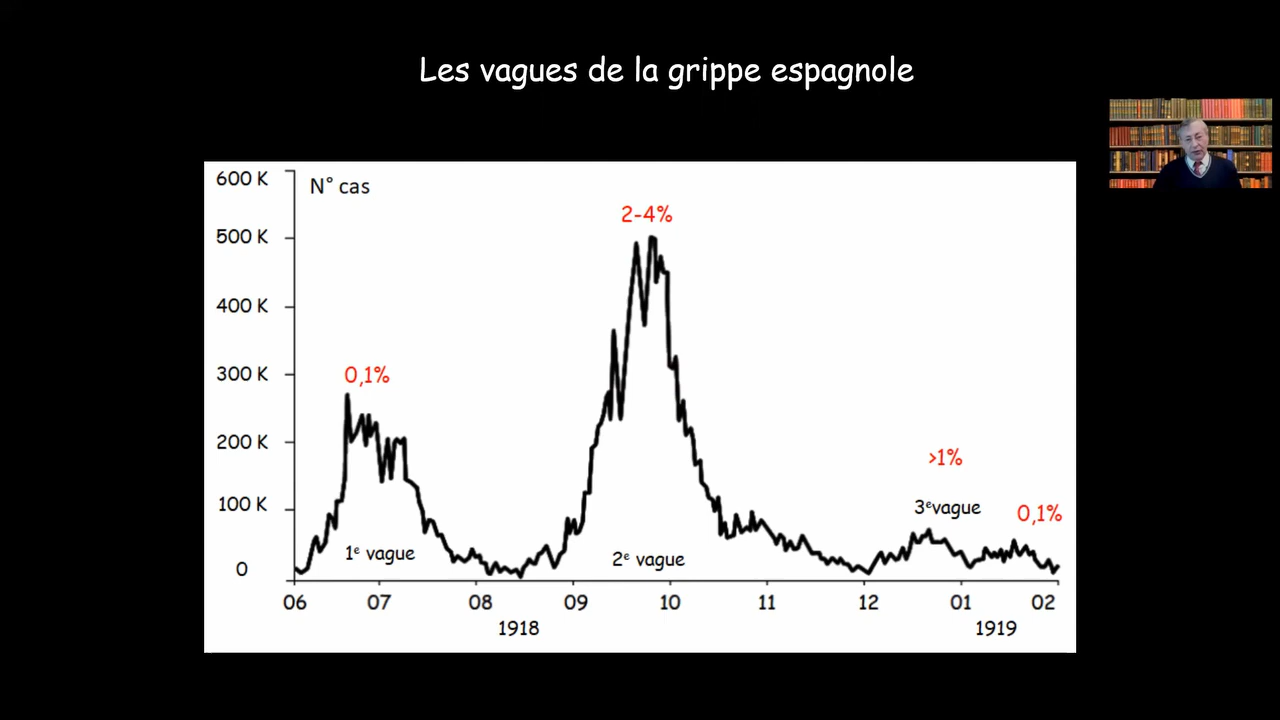 Les vagues de la grippe espagnole
600 K
N° cas
2-4%
500 K
400 K
300 K
0,1%
200 K
>1%
100 K
3ᵉvague
0,1%
1ᵉ vague
2ᵉ vague
0
06 07 08 09 10 11 12 01 02
1918 1919